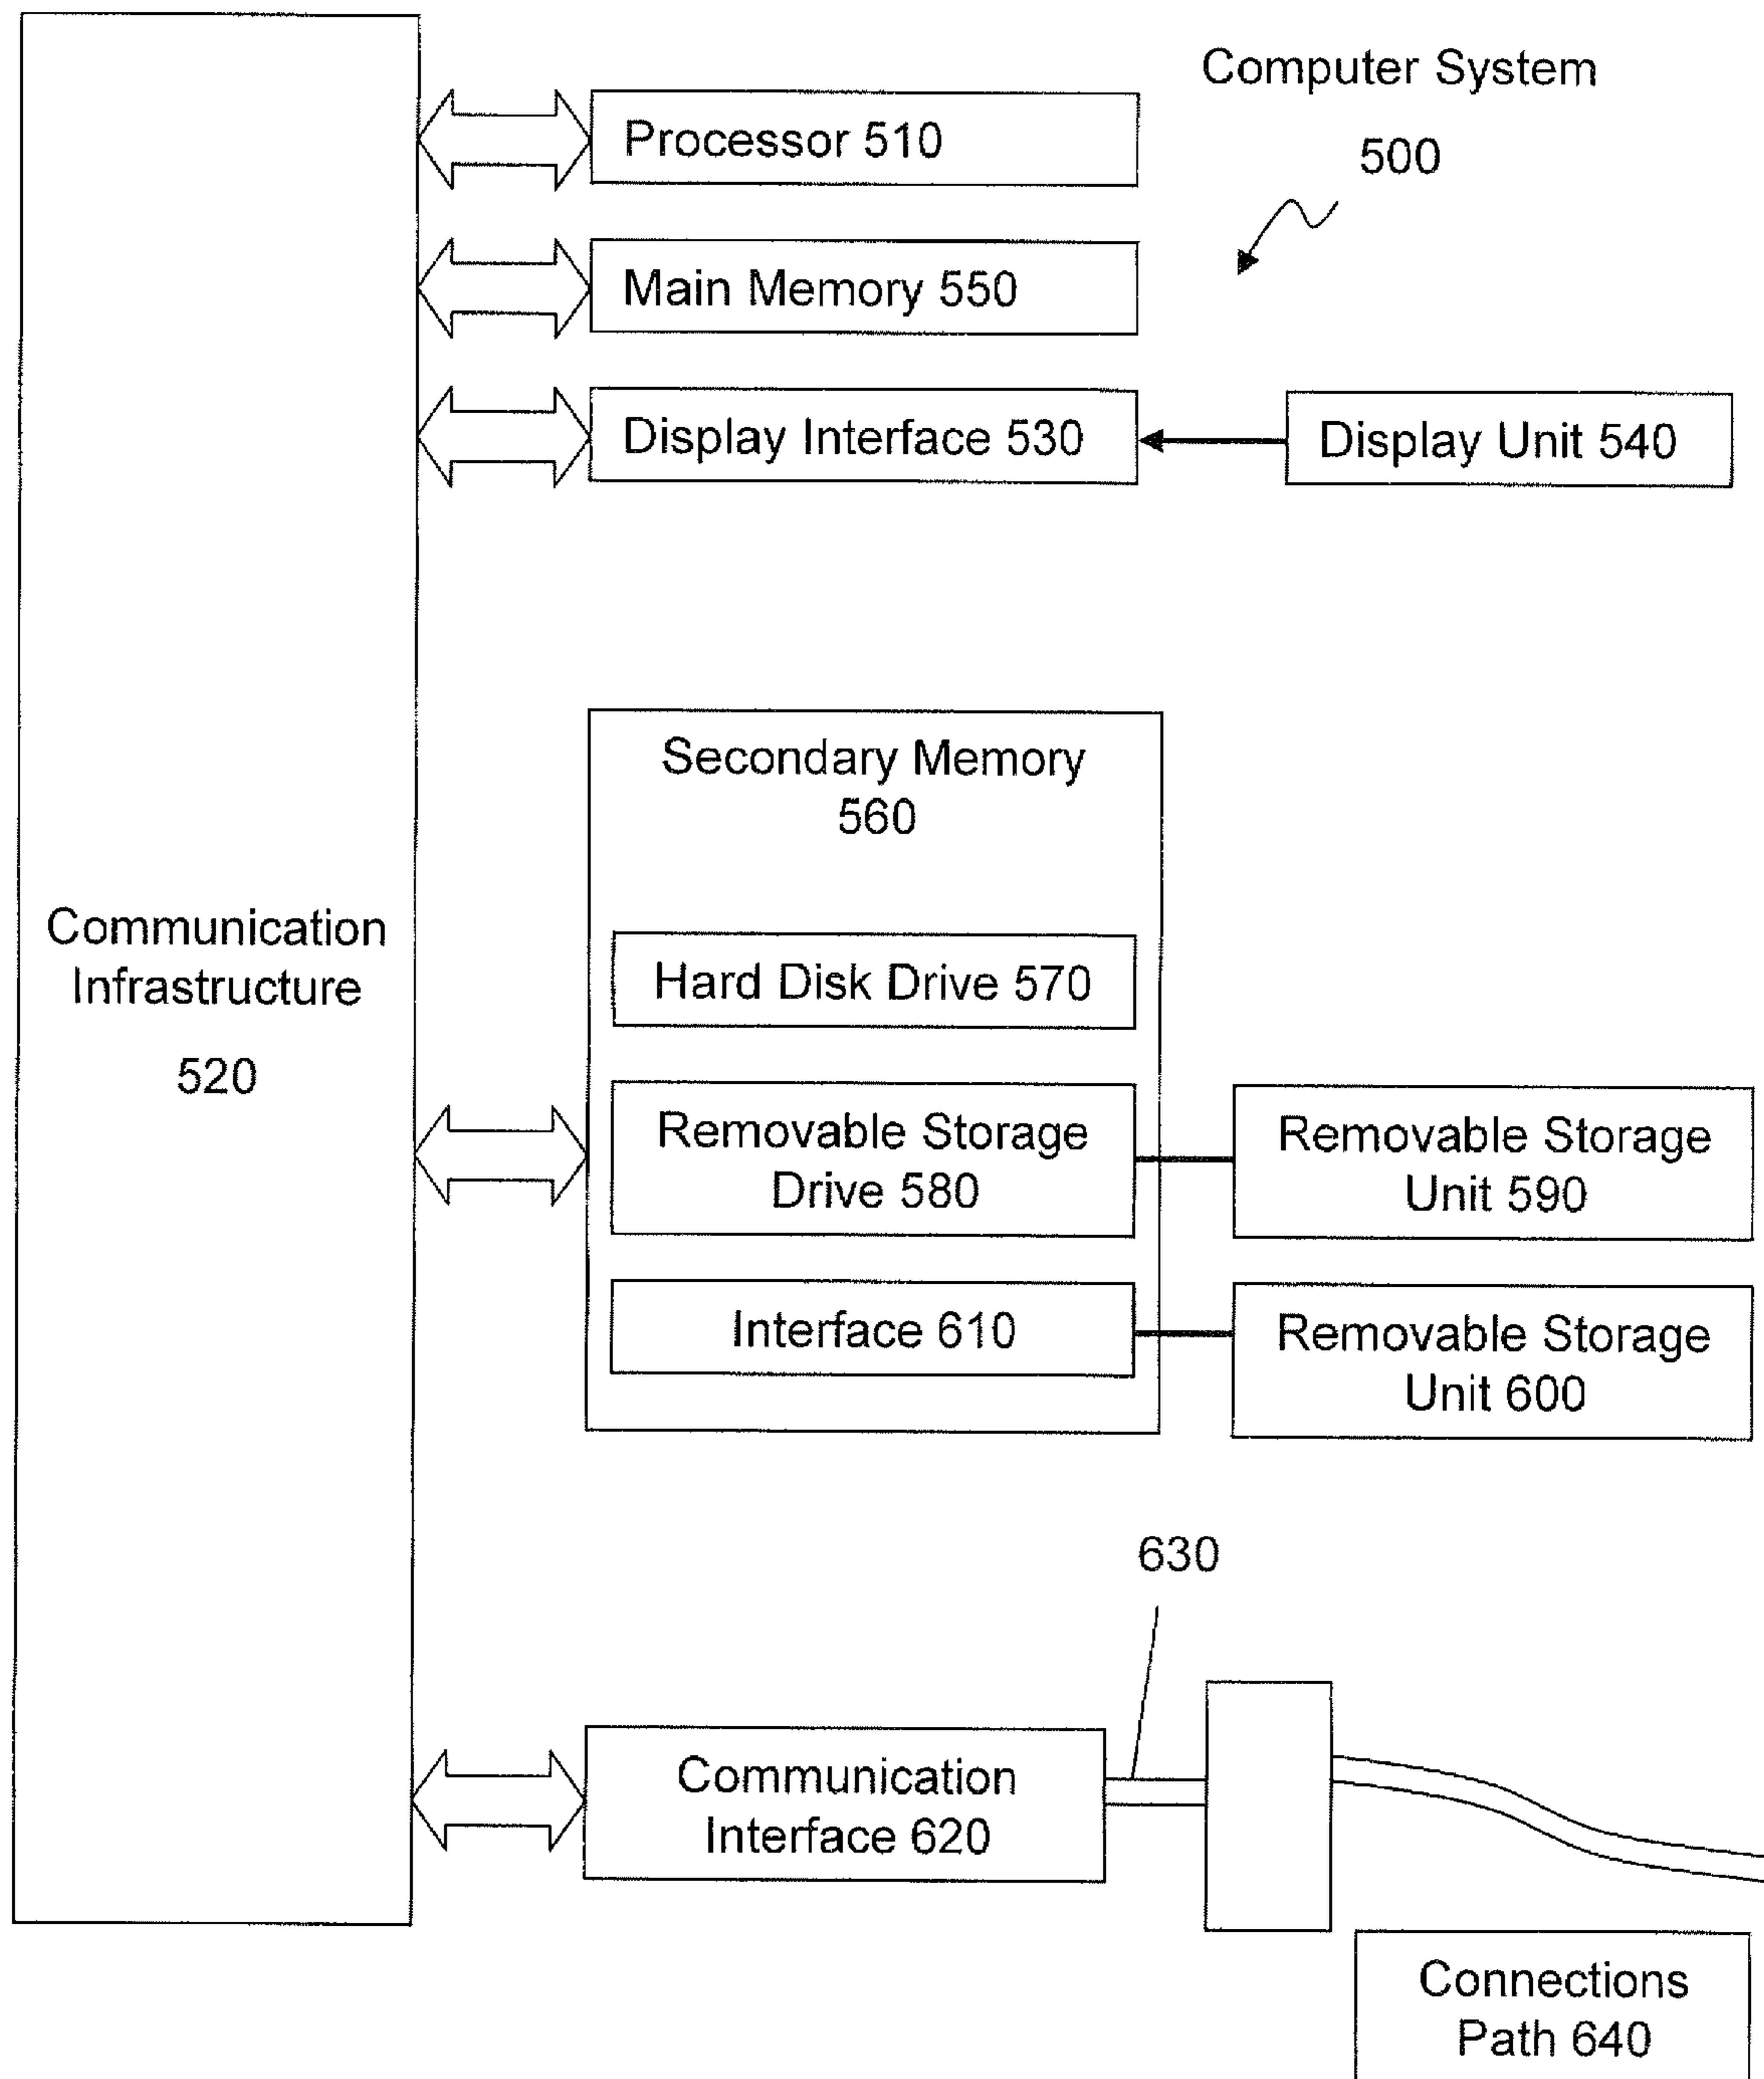 Computer System
500
Processor 510
Main Memory 550
Display Interface 530
Display Unit 540
Secondary Memory
560
Communication
Infrastructure
520
Hard Disk Drive 570
Removable Storage
Drive 580
Removable Storage
Unit 590
Interface 610
Removable Storage
Unit 600
630
Communication
Interface 620
Connections
Path 640